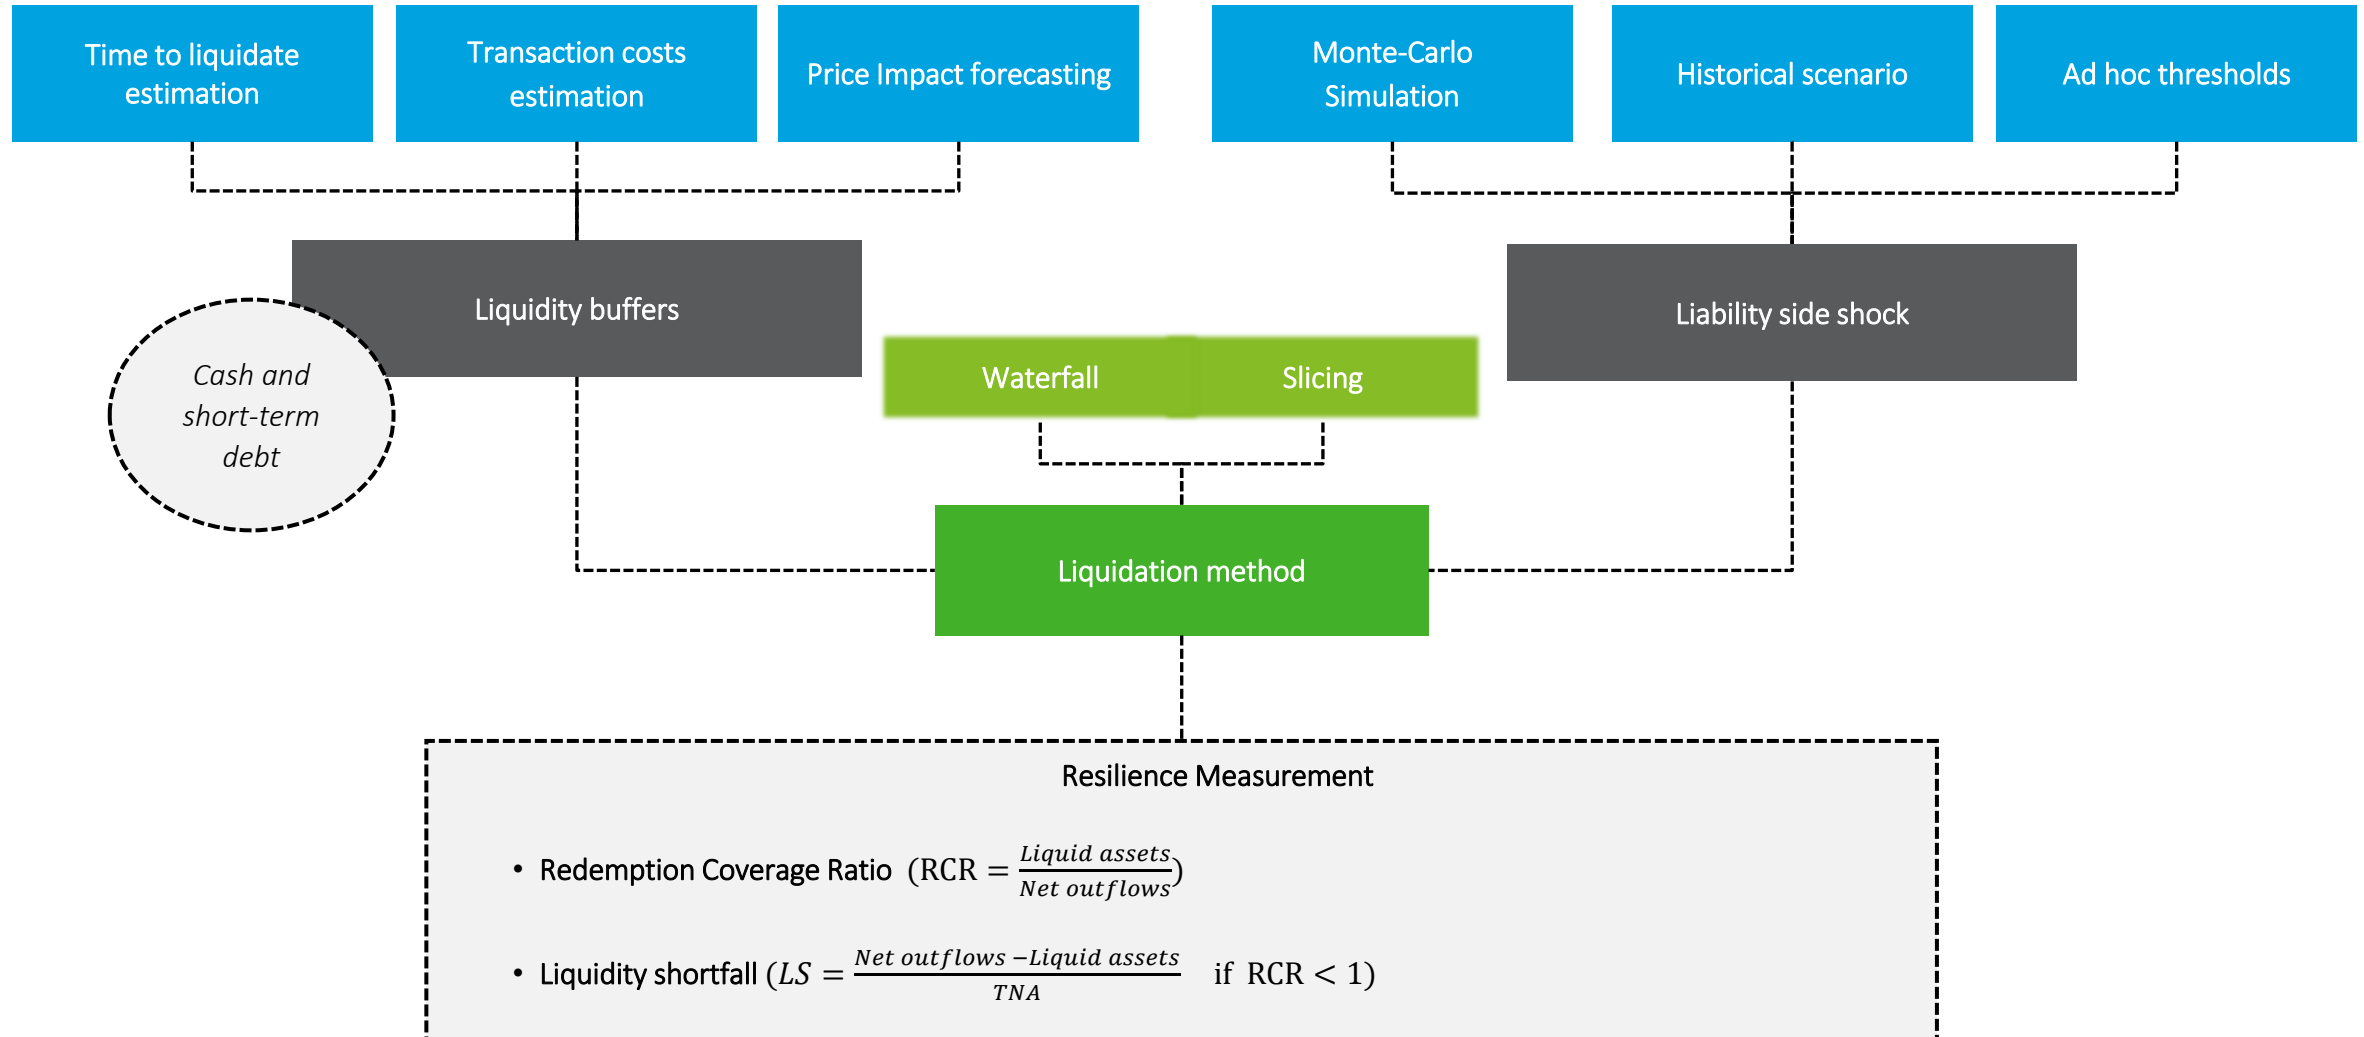 Time to liquidate
estimation
Transaction costs
estimation
Price Impact forecasting
Monte-Carlo
Simulation
Historical scenario
Ad hoc thresholds
Liquidity buffers
Liability side shock
Cash and
short-term
debt
Waterfall
Slicing
Liquidation method
Resilience Measurement
• Redemption Coverage Ratio (RCR = Liquid assets / Net outflows)
• Liquidity shortfall (LS = Net outflows – Liquid assets / TNA if RCR < 1)